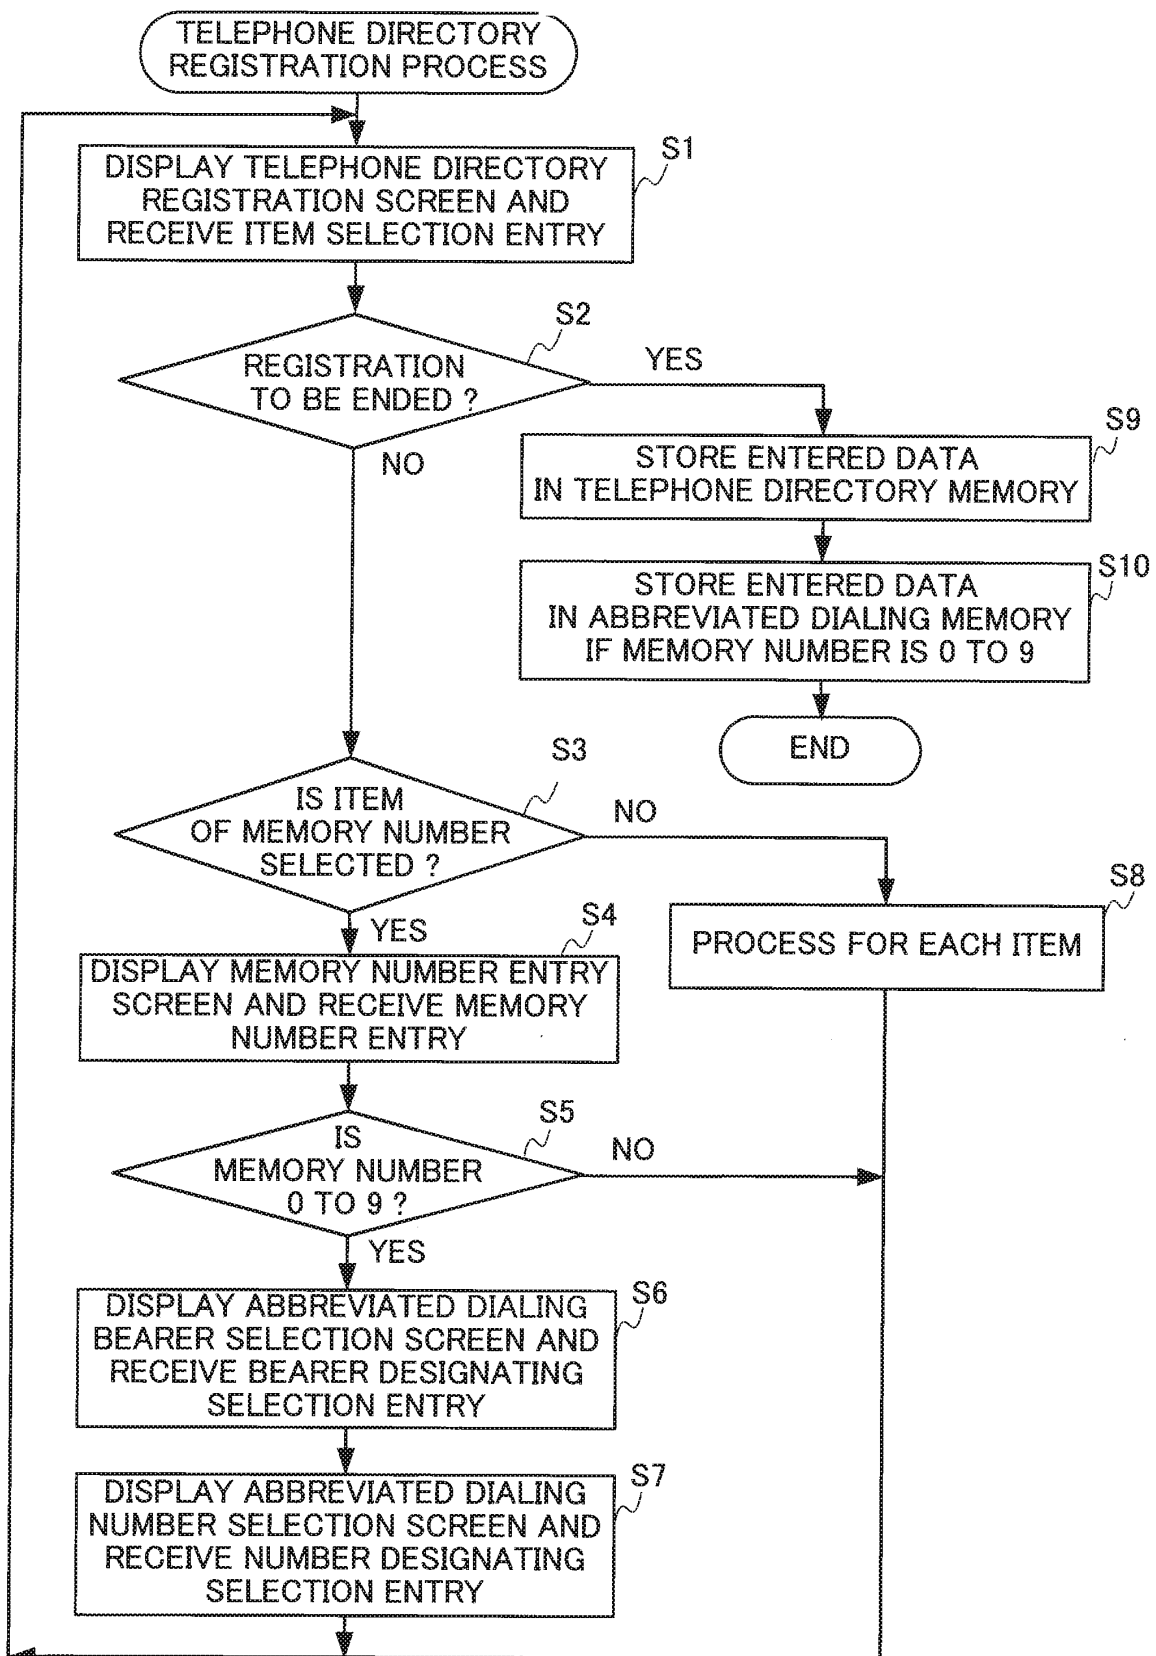 TELEPHONE DIRECTORY
REGISTRATION PROCESS
S1
DISPLAY TELEPHONE DIRECTORY
REGISTRATION SCREEN AND
RECEIVE ITEM SELECTION ENTRY
S2
REGISTRATION
TO BE ENDED ?
YES
NO
S9
STORE ENTERED DATA
IN TELEPHONE DIRECTORY MEMORY
S10
STORE ENTERED DATA
IN ABBREVIATED DIALING MEMORY
IF MEMORY NUMBER IS 0 TO 9
END
S3
IS ITEM
OF MEMORY NUMBER
SELECTED ?
NO
YES
S8
PROCESS FOR EACH ITEM
S4
DISPLAY MEMORY NUMBER ENTRY
SCREEN AND RECEIVE MEMORY
NUMBER ENTRY
S5
IS
MEMORY NUMBER
0 TO 9 ?
NO
YES
S6
DISPLAY ABBREVIATED DIALING
BEARER SELECTION SCREEN AND
RECEIVE BEARER DESIGNATING
SELECTION ENTRY
S7
DISPLAY ABBREVIATED DIALING
NUMBER SELECTION SCREEN AND
RECEIVE NUMBER DESIGNATING
SELECTION ENTRY